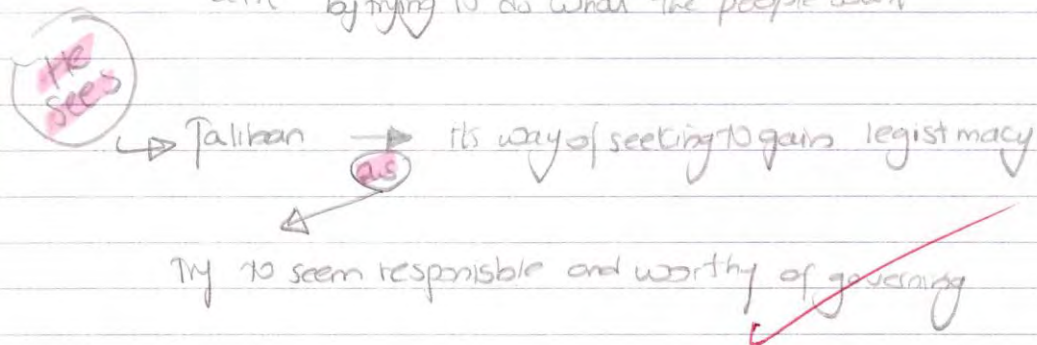 by trying to do what the people want
He
sees
Taliban → its way of seeking to gain legistmacy
as
Try to seem responisble and worthy of governing